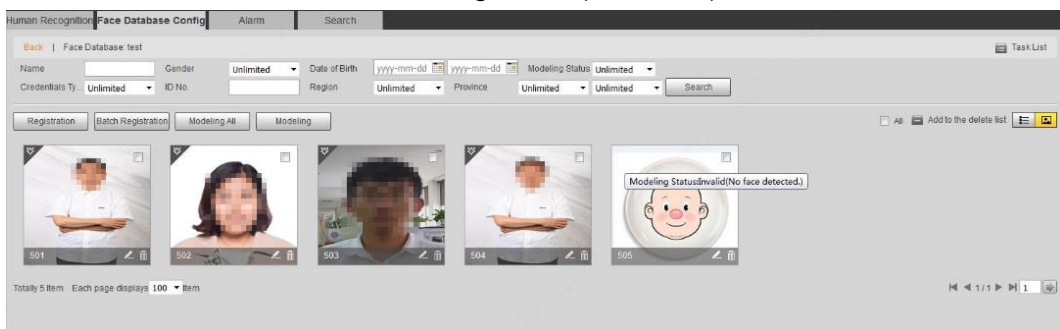 Human Recognition Face Database Config Alarm Search
Back | Face Database: test Task List
Name Gender Unlimited Date of Birth yyyy-mm-dd yyyy-mm-dd Modeling Status Unlimited
Credentials Ty... Unlimited ID No. Region Unlimited Province Unlimited Unlimited Search
Registration Batch Registration Modeling All Modeling All Add to the delete list
Modeling Status:Invalid(No face detected.)
501 502 503 504 505
Totally 5 Item Each page displays 100 Item 1/1 1